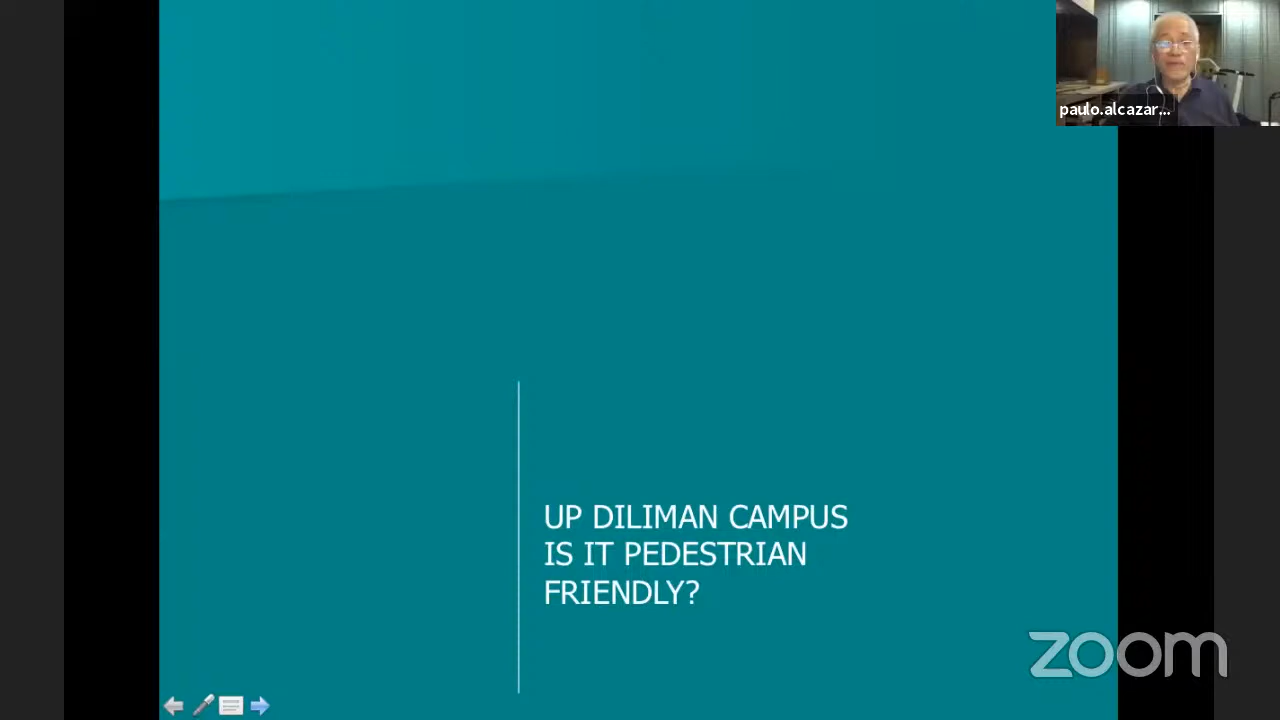 paulo.alcazar...
UP DILIMAN CAMPUS
IS IT PEDESTRIAN
FRIENDLY?
zoom